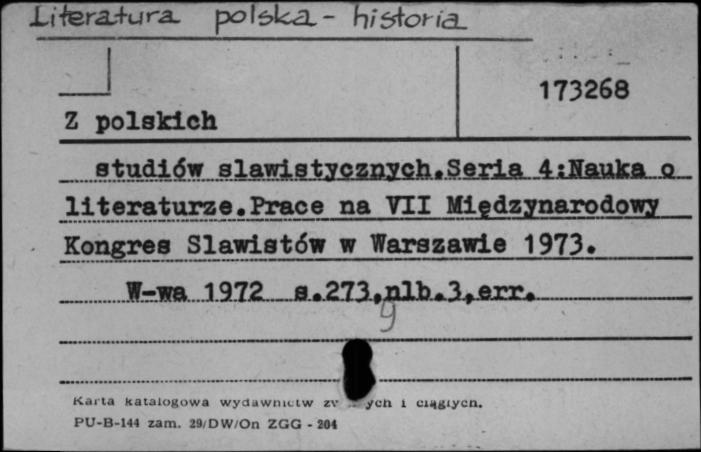 Literatura polska - historia
173268
Z polskich
studiów slawistycznych.Seria 4:Nauka o
literaturze.Prace na VII Międzynarodowy
Kongres Slawistów w Warszawie 1973.
W-wa 1972 s.273,nlb.3,err.
9
Karta katalogowa wydawnictw i ciągłych.
PU-B-144 zam. 29/DW/On ZGG - 204